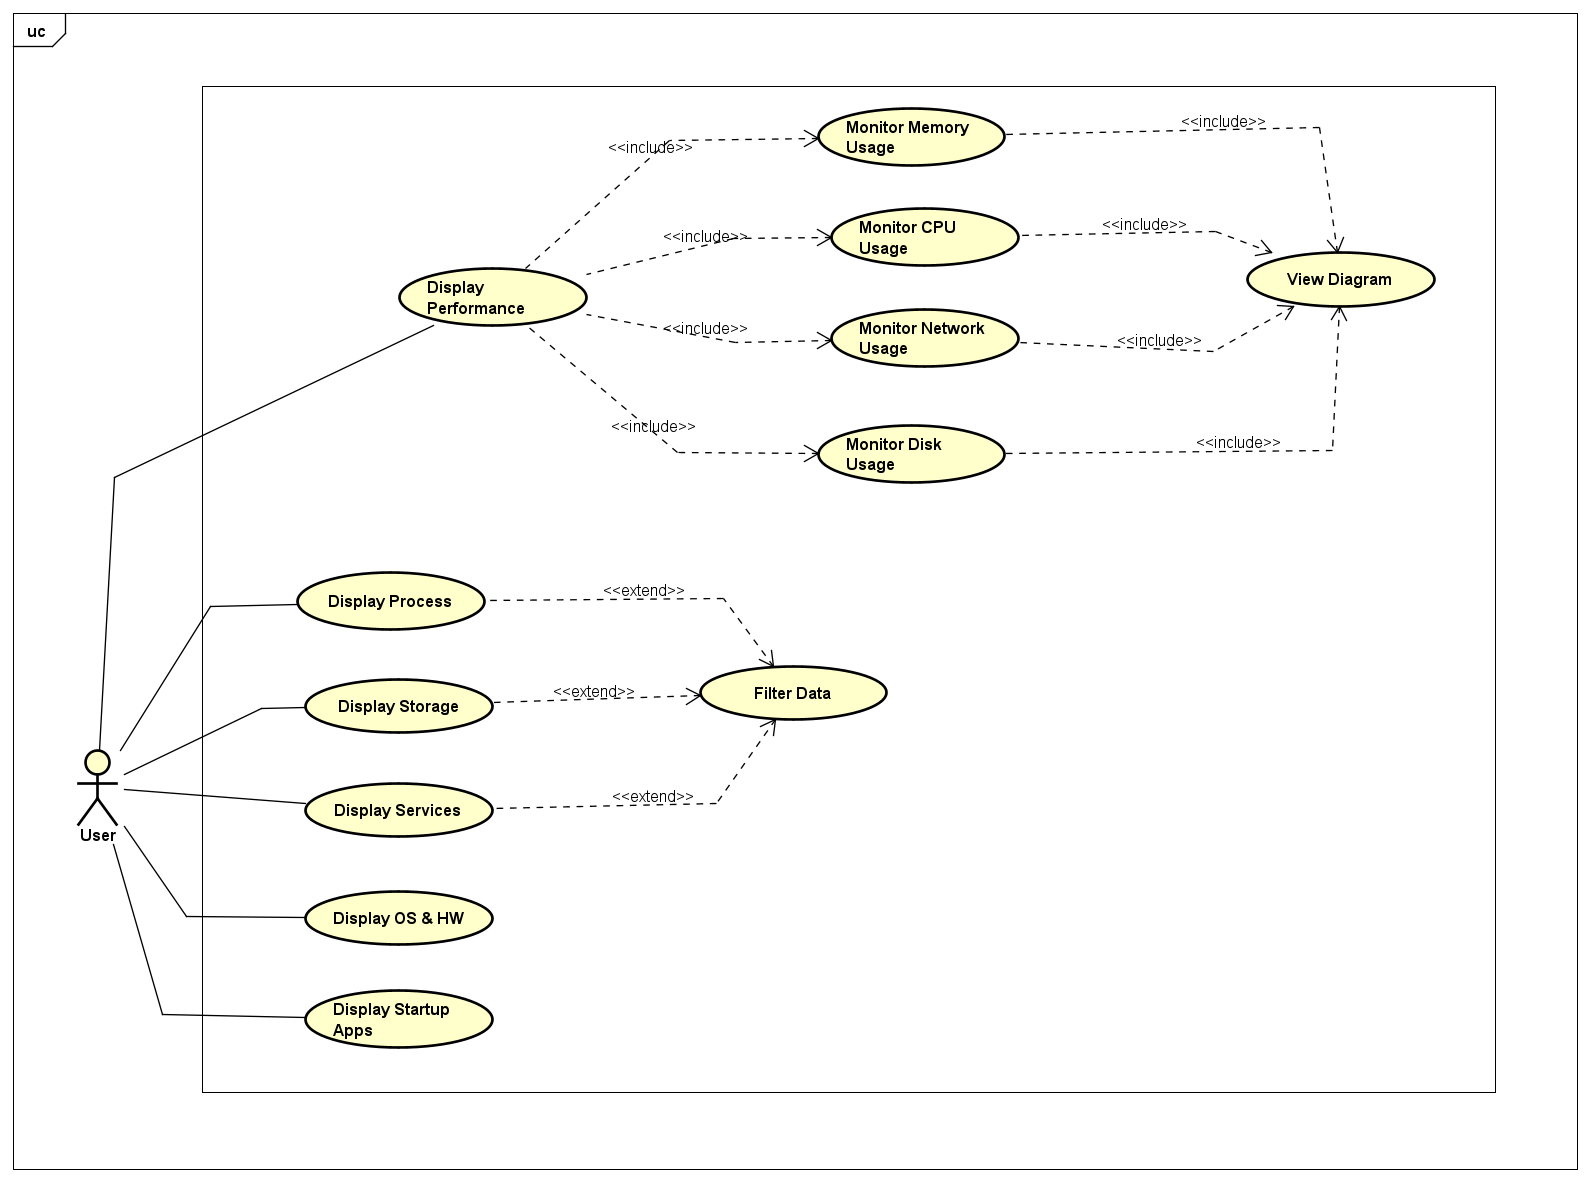 uc
Monitor Memory
Usage
<<include>>
<<include>>
Monitor CPU
Usage
<<include>>
<<include>>
View Diagram
Display
Performance
Monitor Network
Usage
<<include>>
<<include>>
Monitor Disk
Usage
<<include>>
<<include>>
Display Process
<<extend>>
Display Storage
<<extend>>
Filter Data
Display Services
<<extend>>
User
Display OS & HW
Display Startup
Apps